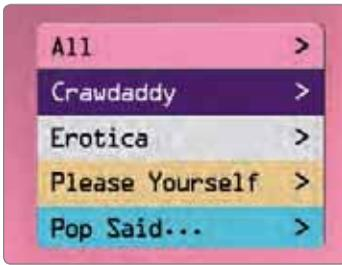 All >
Crawdaddy >
Erotica >
Please Yourself >
Pop Said... >